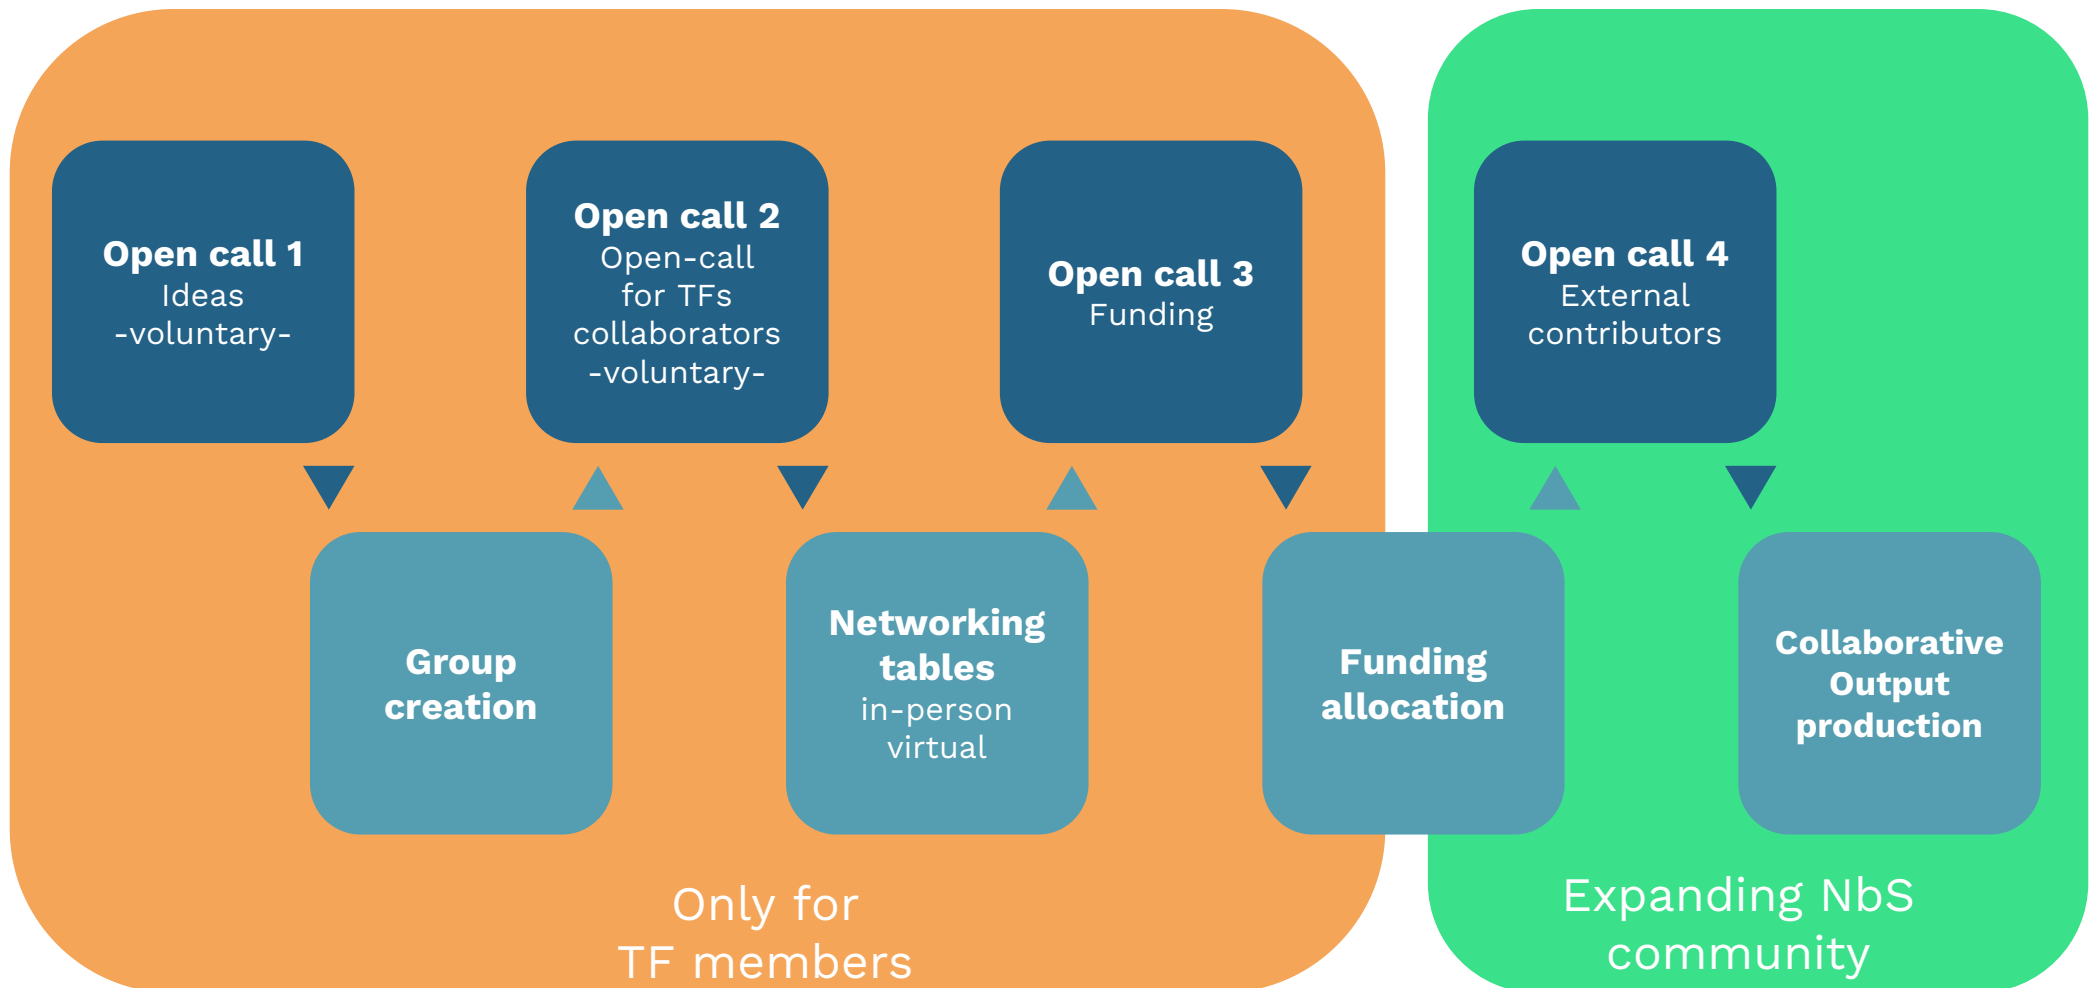 Open call 1
Ideas
-voluntary-
Open call 2
Open-call
for TFs
collaborators
-voluntary-
Open call 3
Funding
Open call 4
External
contributors
Group
creation
Networking
tables
in-person
virtual
Funding
allocation
Collaborative
Output
production
Only for
TF members
Expanding NbS
community